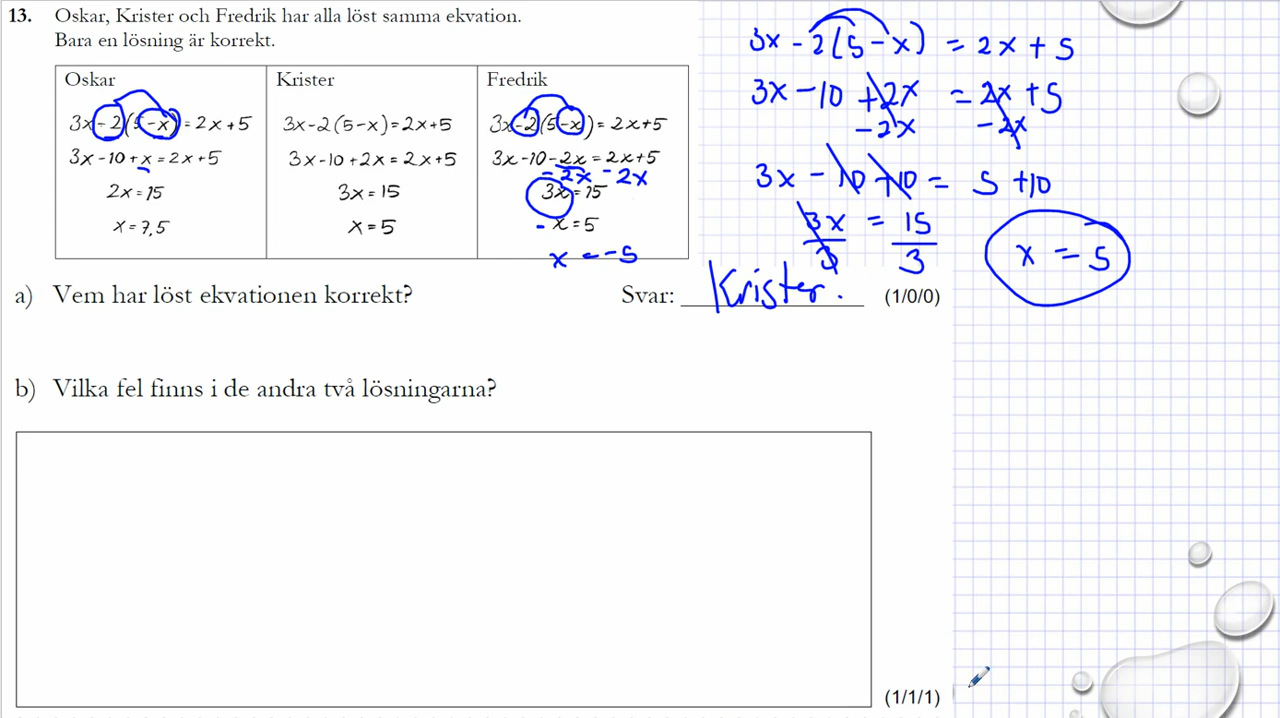 13. Oskar, Krister och Fredrik har alla löst samma ekvation.
Bara en lösning är korrekt.
Oskar
3x-2(5-x)=2x+5
3x-10+x=2x+5
2x=15
x=7,5
Krister
3x-2(5-x)=2x+5
3x-10+2x=2x+5
3x=15
x=5
Fredrik
3x-2(5-x)=2x+5
3x-10-2x=2x+5
-2x -2x
3x=15
- x=5
x = -5
3x-2(5-x) = 2x+5
3x-10+2x = 2x+5
-2x -2x
3x-10+10 = 5+10
3x/3 = 15/3
x = 5
a) Vem har löst ekvationen korrekt? Svar: Krister. (1/0/0)
b) Vilka fel finns i de andra två lösningarna?
(1/1/1)